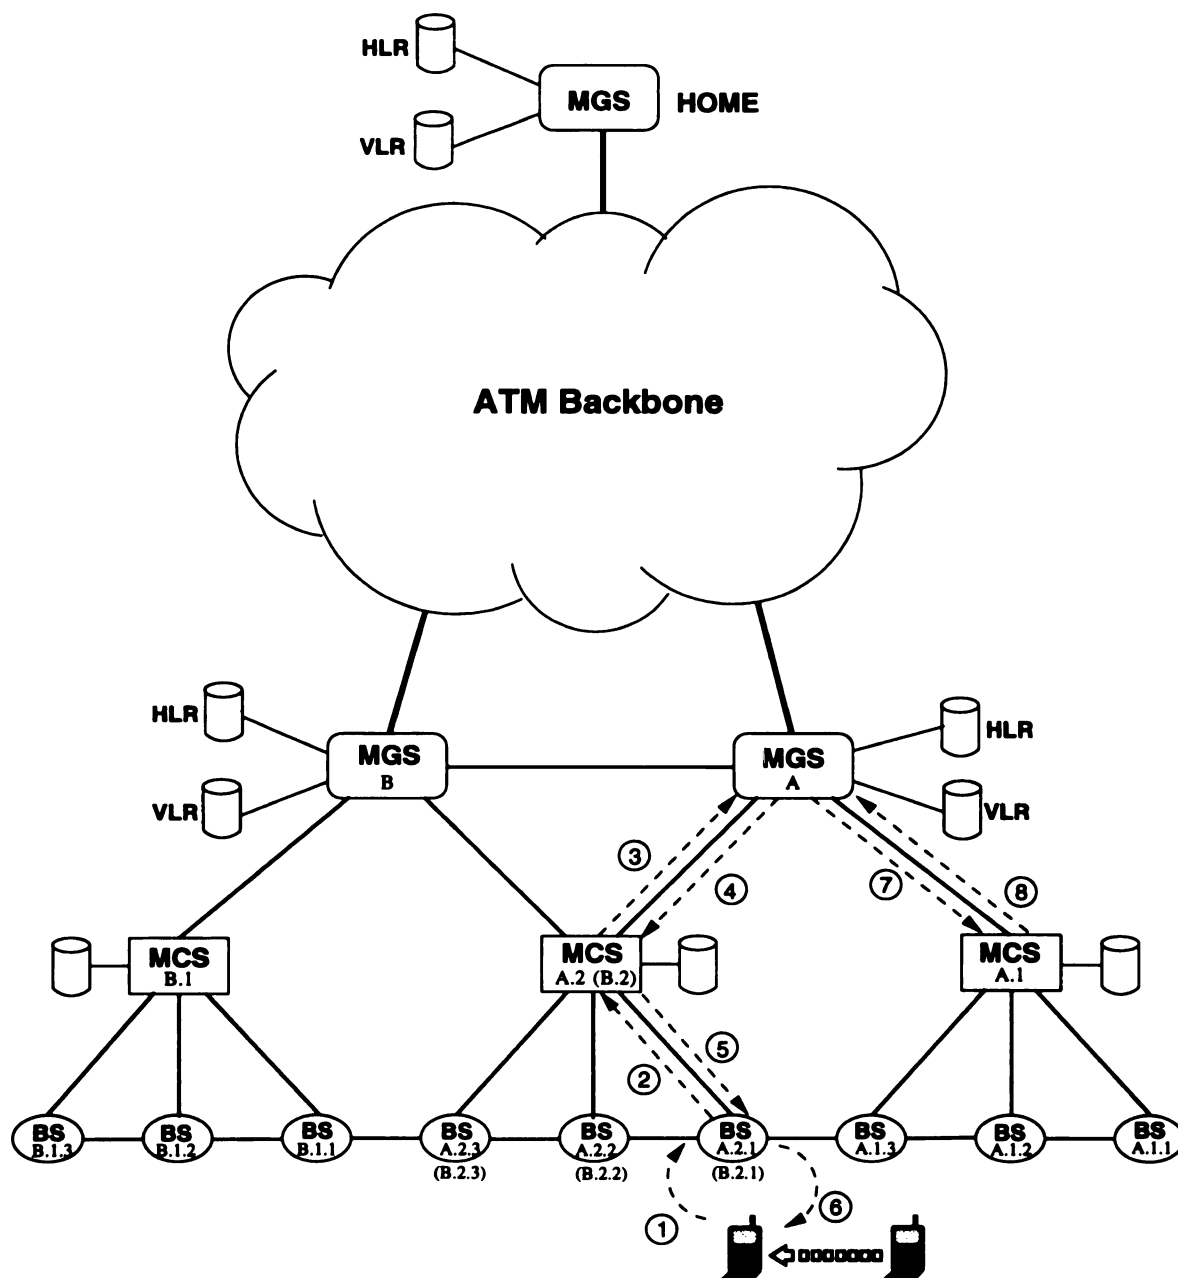 HLR
MGS
HOME
VLR
ATM Backbone
HLR
MGS
B
VLR
MGS
A
HLR
VLR
3
4
7
8
MCS
B.1
MCS
A.2 (B.2)
MCS
A.1
5
2
BS
B.1.3
BS
B.1.2
BS
B.1.1
BS
A.2.3
(B.2.3)
BS
A.2.2
(B.2.2)
BS
A.2.1
(B.2.1)
BS
A.1.3
BS
A.1.2
BS
A.1.1
1
6